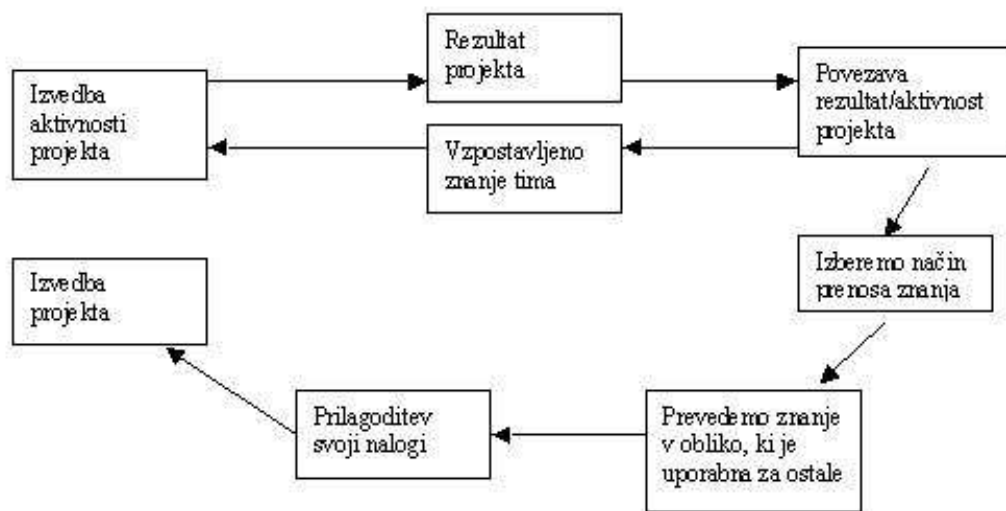 Rezultat
projekta
Izvedba
aktivnosti
projekta
Povezava
rezultat/aktivnost
projekta
Vzpostavljeno
znanje tima
Izberemo način
prenosa znanja
Izvedba
projekta
Prilagoditev
svoji nalogi
Prevedemo znanje
v obliko, ki je
uporabna za ostale